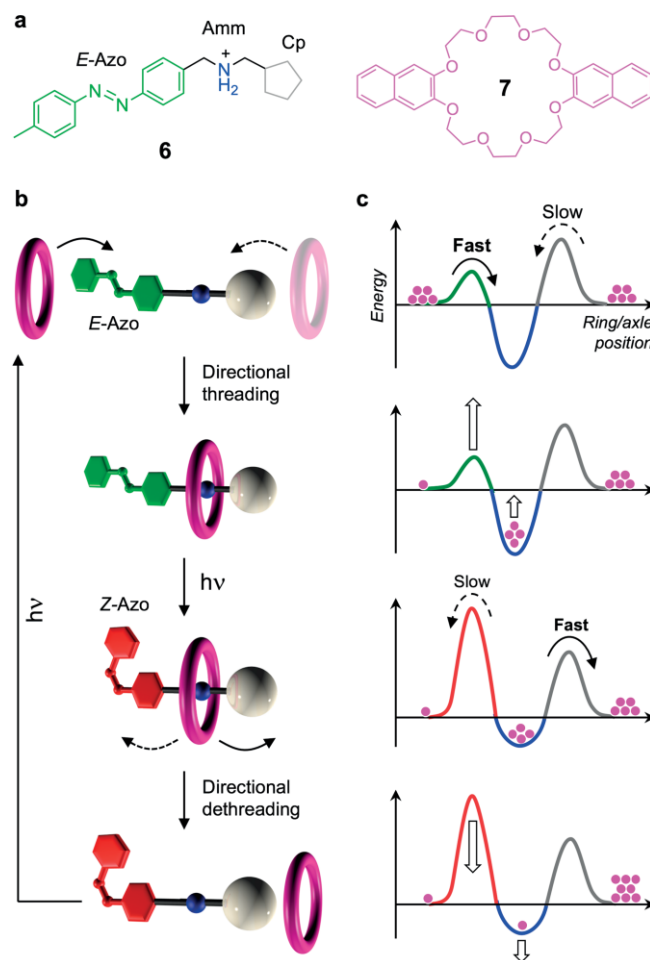 a
Amm
Cp
E-Azo
+
N
N
N
H2
6
O
O
O
O
7
O
O
O
O
b
c
E-Azo
Directional
threading
hν
Z-Azo
hν
Directional
dethreading
Energy
Fast
Slow
Ring/axle
position
Slow
Fast